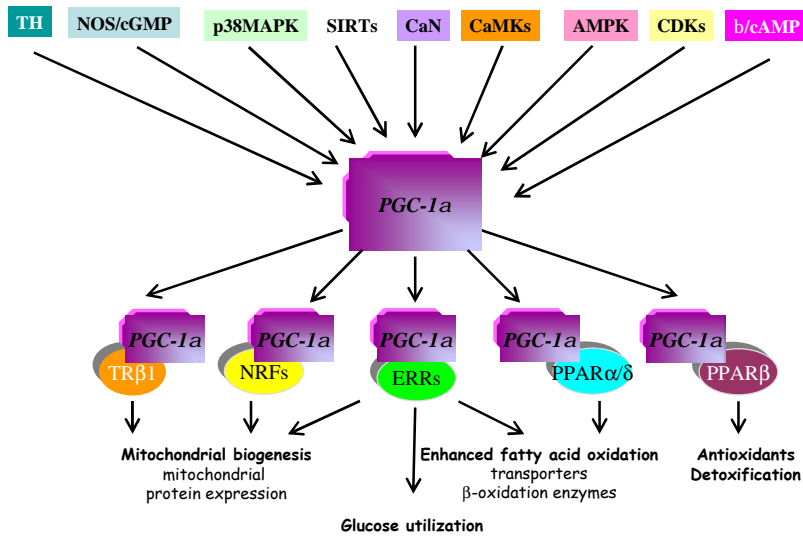 TH NOS/cGMP p38MAPK SIRTs CaN CaMKs AMPK CDKs b/cAMP
PGC-1a
PGC-1a PGC-1a PGC-1a PGC-1a PGC-1a
TRβ1 NRFs ERRs PPARα/δ PPARβ
Mitochondrial biogenesis
mitochondrial
protein expression
Enhanced fatty acid oxidation
transporters
β-oxidation enzymes
Antioxidants
Detoxification
Glucose utilization